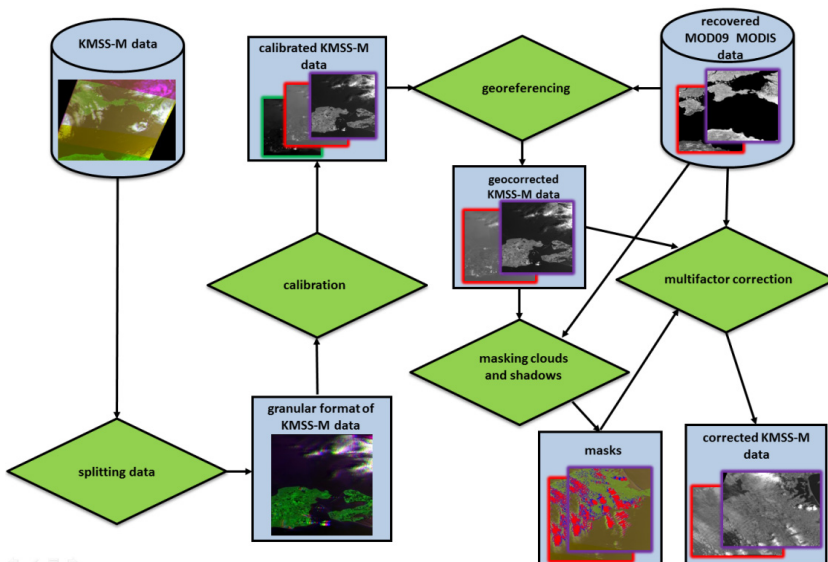 KMSS-M data
calibrated KMSS-M
data
georeferencing
recovered
MOD09 MODIS
data
geocorrected
KMSS-M data
calibration
multifactor correction
masking clouds
and shadows
granular format of
KMSS-M data
splitting data
masks
corrected KMSS-M
data